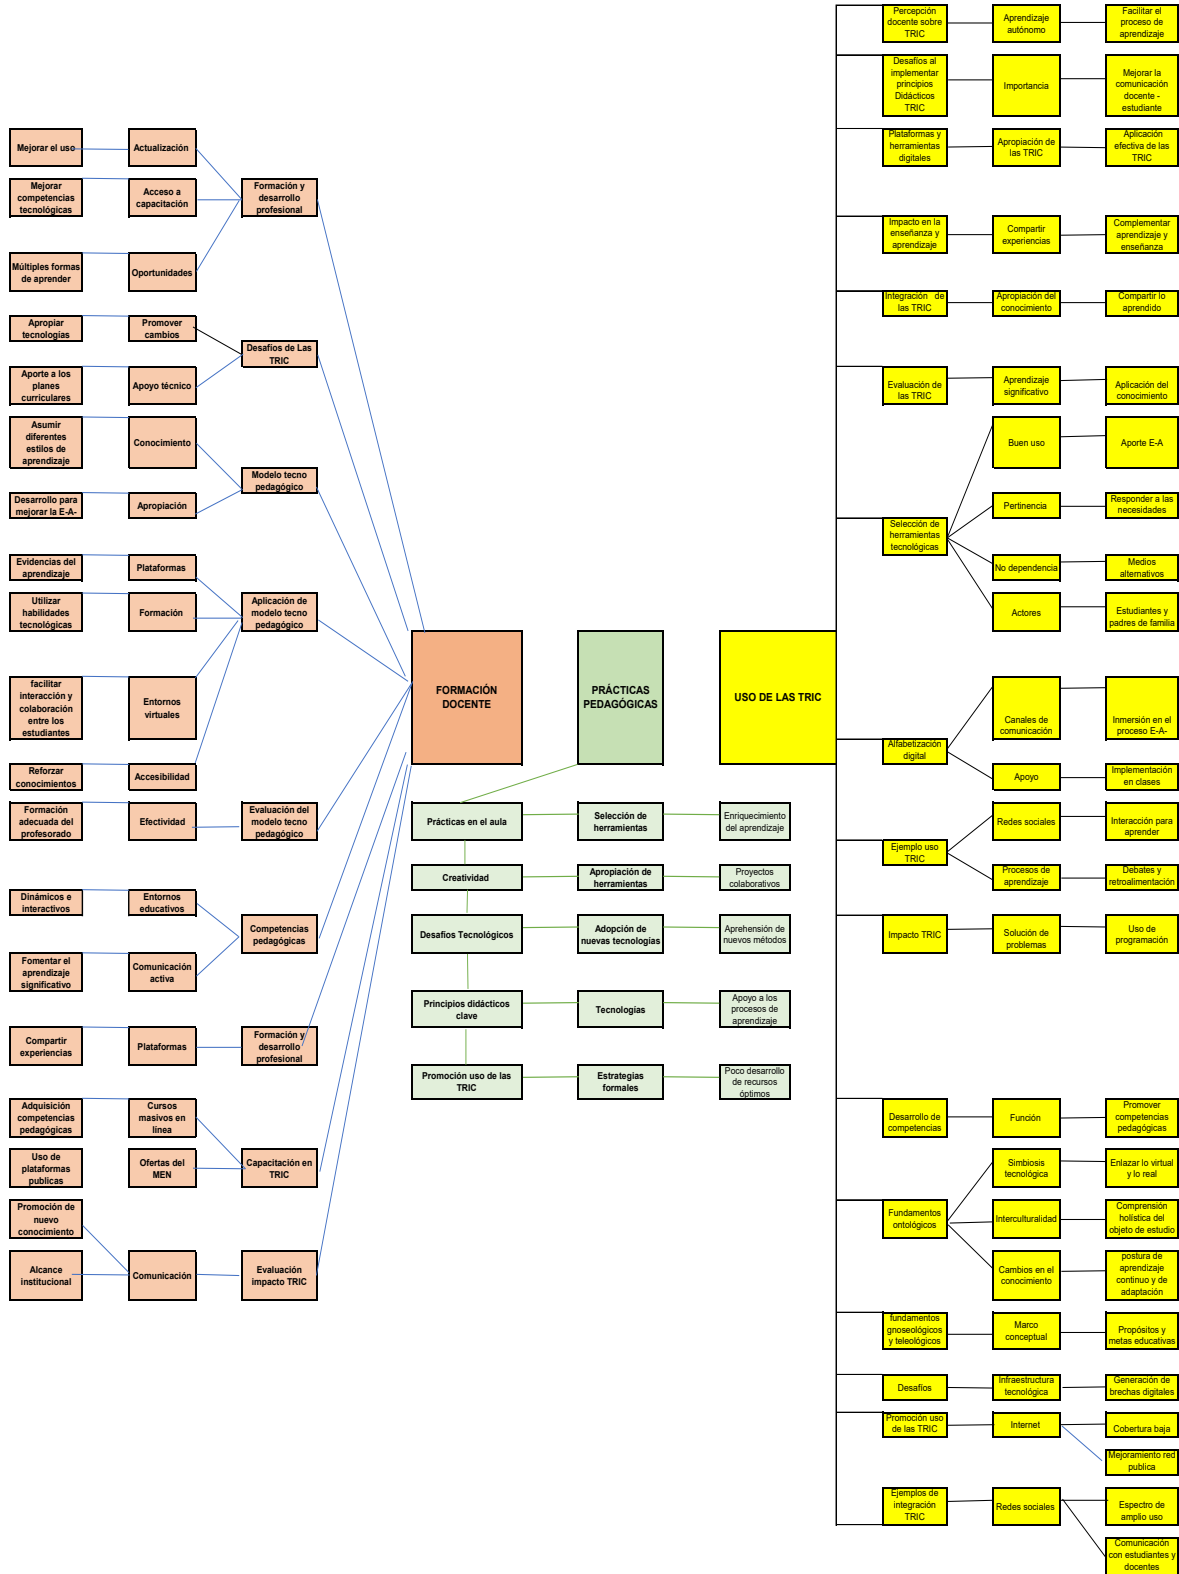 Mejorar el uso
Actualización
Mejorar
competencias
tecnológicas
Acceso a
capacitación
Formación y
desarrollo
profesional
Múltiples formas
de aprender
Oportunidades
Apropiar
tecnologías
Promover
cambios
Desafíos de Las
TRIC
Aporte a los
planes
curriculares
Apoyo técnico
Asumir
diferentes
estilos de
aprendizaje
Conocimiento
Modelo tecno
pedagógico
Desarrollo para
mejorar la E-A-
Apropiación
Evidencias del
aprendizaje
Plataformas
Utilizar
habilidades
tecnológicas
Formación
Aplicación de
modelo tecno
pedagógico
facilitar
interacción y
colaboración
entre los
estudiantes
Entornos
virtuales
Reforzar
conocimientos
Accesibilidad
Formación
adecuada del
profesorado
Efectividad
Evaluación del
modelo tecno
pedagógico
Dinámicos e
interactivos
Entornos
educativos
Competencias
pedagógicas
Fomentar el
aprendizaje
significativo
Comunicación
activa
Compartir
experiencias
Plataformas
Formación y
desarrollo
profesional
Adquisición
competencias
pedagógicas
Cursos
masivos en
línea
Uso de
plataformas
publicas
Ofertas del
MEN
Capacitación en
TRIC
Promoción de
nuevo
conocimiento
Alcance
institucional
Comunicación
Evaluación
impacto TRIC
FORMACIÓN
DOCENTE
PRÁCTICAS
PEDAGÓGICAS
USO DE LAS TRIC
Prácticas en el aula
Selección de
herramientas
Enriquecimiento
del aprendizaje
Creatividad
Apropiación de
herramientas
Proyectos
colaborativos
Desafíos Tecnológicos
Adopción de
nuevas tecnologías
Aprehensión de
nuevos métodos
Principios didácticos
clave
Tecnologías
Apoyo a los
procesos de
aprendizaje
Promoción uso de las
TRIC
Estrategias
formales
Poco desarrollo
de recursos
óptimos
Percepción
docente sobre
TRIC
Aprendizaje
autónomo
Facilitar el
proceso de
aprendizaje
Desafíos al
implementar
principios
Didácticos
TRIC
Importancia
Mejorar la
comunicación
docente -
estudiante
Plataformas y
herramientas
digitales
Apropiación de
las TRIC
Aplicación
efectiva de las
TRIC
Impacto en la
enseñanza y
aprendizaje
Compartir
experiencias
Complementar
aprendizaje y
enseñanza
Integración de
las TRIC
Apropiación del
conocimiento
Compartir lo
aprendido
Evaluación de
las TRIC
Aprendizaje
significativo
Aplicación del
conocimiento
Buen uso
Aporte E-A
Selección de
herramientas
tecnológicas
Pertinencia
Responder a las
necesidades
No dependencia
Medios
alternativos
Actores
Estudiantes y
padres de familia
Canales de
comunicación
Inmersión en el
proceso E-A-
Alfabetización
digital
Apoyo
Implementación
en clases
Redes sociales
Interacción para
aprender
Ejemplo uso
TRIC
Procesos de
aprendizaje
Debates y
retroalimentación
Impacto TRIC
Solución de
problemas
Uso de
programación
Desarrollo de
competencias
Función
Promover
competencias
pedagógicas
Simbiosis
tecnológica
Enlazar lo virtual
y lo real
Fundamentos
ontológicos
Interculturalidad
Comprensión
holística del
objeto de estudio
Cambios en el
conocimiento
postura de
aprendizaje
continuo y de
adaptación
fundamentos
gnoseológicos
y teleológicos
Marco
conceptual
Propósitos y
metas educativas
Desafíos
Infraestructura
tecnológica
Generación de
brechas digitales
Promoción uso
de las TRIC
Internet
Cobertura baja
Mejoramiento red
publica
Ejemplos de
integración
TRIC
Redes sociales
Espectro de
amplio uso
Comunicación
con estudiantes y
docentes